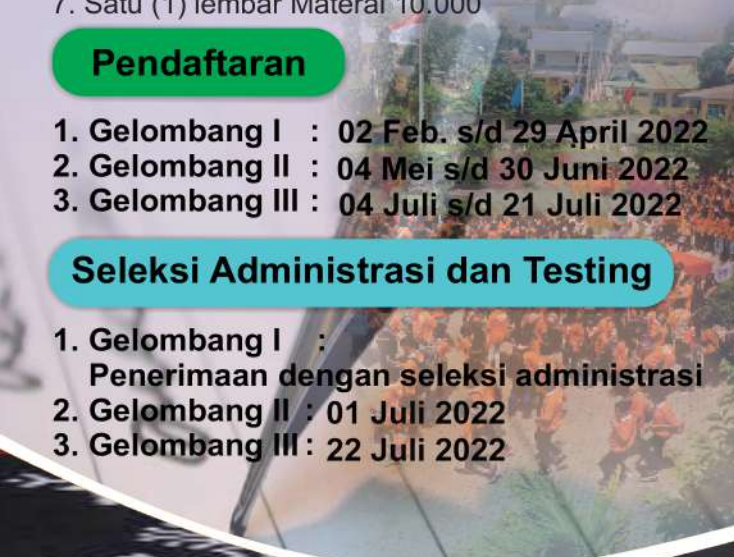 7. Satu (1) lembar Materai 10.000
Pendaftaran
1. Gelombang I : 02 Feb. s/d 29 April 2022
2. Gelombang II : 04 Mei s/d 30 Juni 2022
3. Gelombang III : 04 Juli s/d 21 Juli 2022
Seleksi Administrasi dan Testing
1. Gelombang I :
Penerimaan dengan seleksi administrasi
2. Gelombang II : 01 Juli 2022
3. Gelombang III : 22 Juli 2022